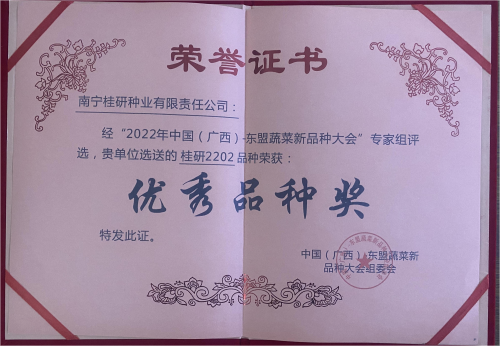 荣誉证书
南宁桂研种业有限责任公司：
经“2022年中国（广西）-东盟蔬菜新品种大会”专家组评
选，贵单位选送的 桂研2202 品种荣获：
优秀品种奖
特发此证。
中国（广西）-东盟蔬菜新
品种大会组委会